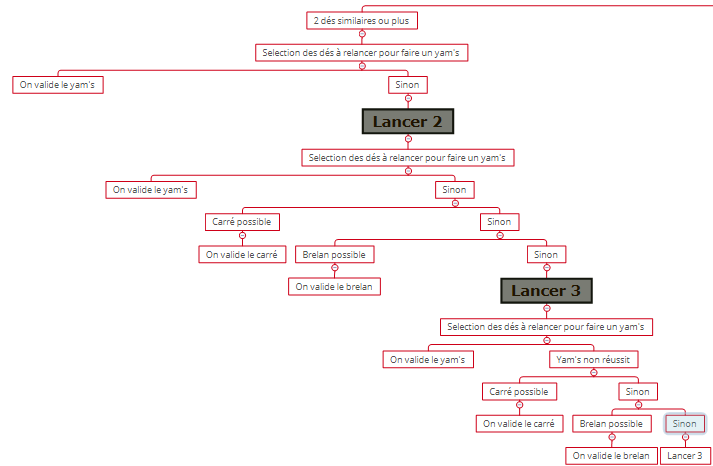 2 dés similaires ou plus
Selection des dés à relancer pour faire un yam's
On valide le yam's
Sinon
Lancer 2
Selection des dés à relancer pour faire un yam's
On valide le yam's
Sinon
Carré possible
Sinon
On valide le carré
Brelan possible
Sinon
On valide le brelan
Lancer 3
Selection des dés à relancer pour faire un yam's
On valide le yam's
Yam's non réussit
Carré possible
Sinon
On valide le carré
Brelan possible
Sinon
On valide le brelan
Lancer 3